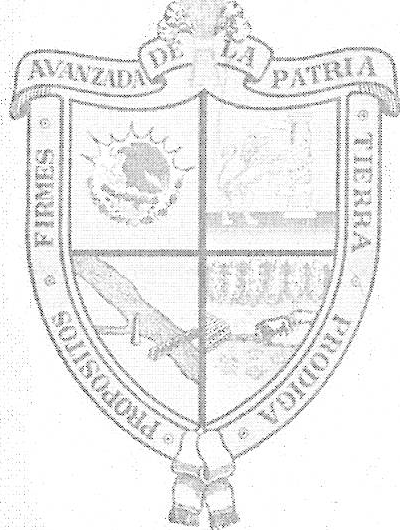 AVANZADA DE LA PATRIA
FIRMES PROPOSITOS
TIERRA PRODIGA